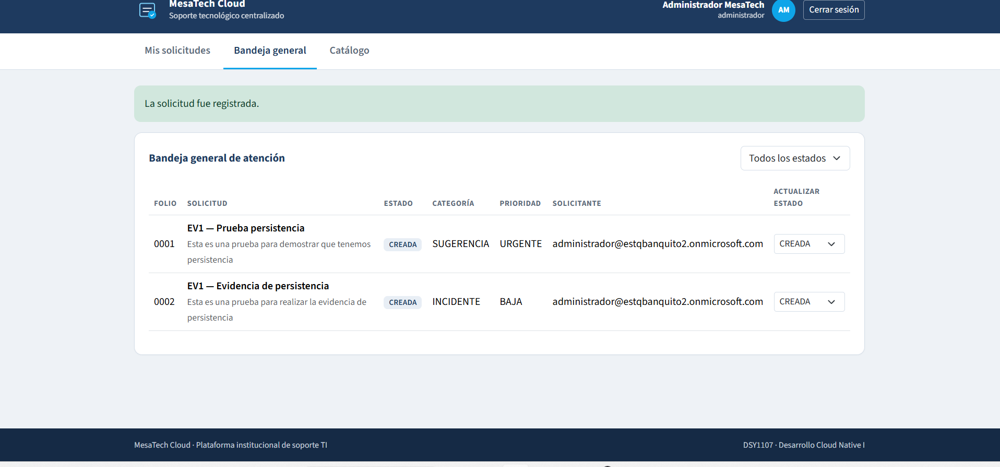 MesaTech Cloud
Soporte tecnológico centralizado
Administrador MesaTech
administrador
AM
Cerrar sesión
Mis solicitudes
Bandeja general
Catálogo
La solicitud fue registrada.
Bandeja general de atención
Todos los estados
FOLIO
SOLICITUD
ESTADO
CATEGORÍA
PRIORIDAD
SOLICITANTE
ACTUALIZAR
ESTADO
0001
EV1 — Prueba persistencia
Esta es una prueba para demostrar que tenemos
persistencia
CREADA
SUGERENCIA
URGENTE
administrador@estqbanquito2.onmicrosoft.com
CREADA
0002
EV1 — Evidencia de persistencia
Esta es una prueba para realizar la evidencia de
persistencia
CREADA
INCIDENTE
BAJA
administrador@estqbanquito2.onmicrosoft.com
CREADA
MesaTech Cloud · Plataforma institucional de soporte TI
DSY1107 · Desarrollo Cloud Native I